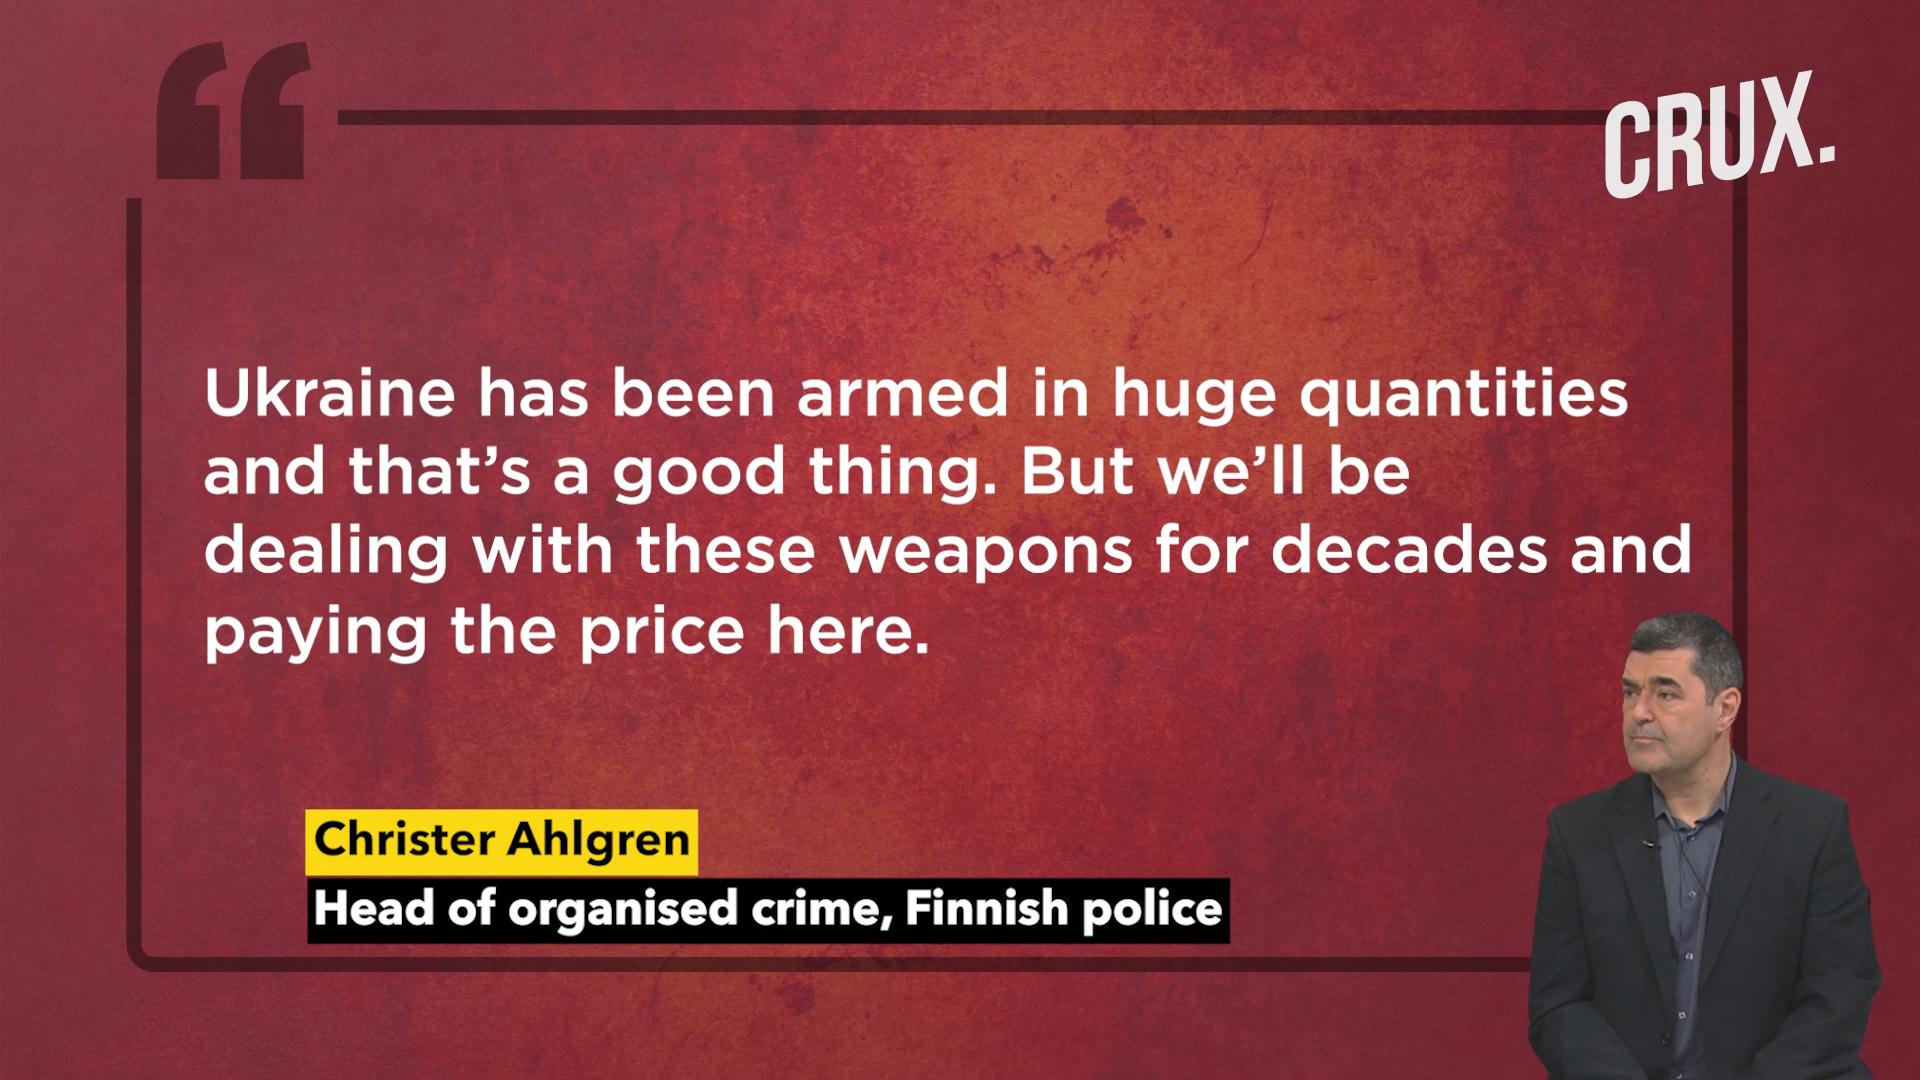 CRUX.
Ukraine has been armed in huge quantities
and that’s a good thing. But we’ll be
dealing with these weapons for decades and
paying the price here.
Christer Ahlgren
Head of organised crime, Finnish police